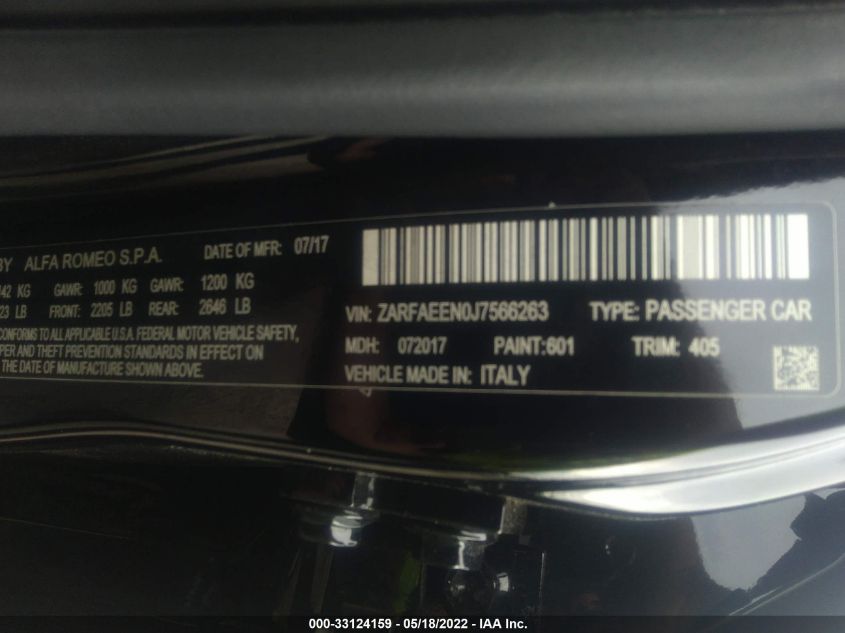 BY ALFA ROMEO S.P.A. DATE OF MFR: 07/17
42 KG GAWR: 1000 KG GAWR: 1200 KG
23 LB FRONT: 2205 LB REAR: 2646 LB
CONFORMS TO ALL APPLICABLE U.S.A. FEDERAL MOTOR VEHICLE SAFETY,
PER AND THEFT PREVENTION STANDARDS IN EFFECT ON
THE DATE OF MANUFACTURE SHOWN ABOVE.
VIN: ZARFAEEN0J7566263 TYPE: PASSENGER CAR
MDH: 072017 PAINT:601 TRIM: 405
VEHICLE MADE IN: ITALY
000-33124159 - 05/18/2022 - IAA Inc.